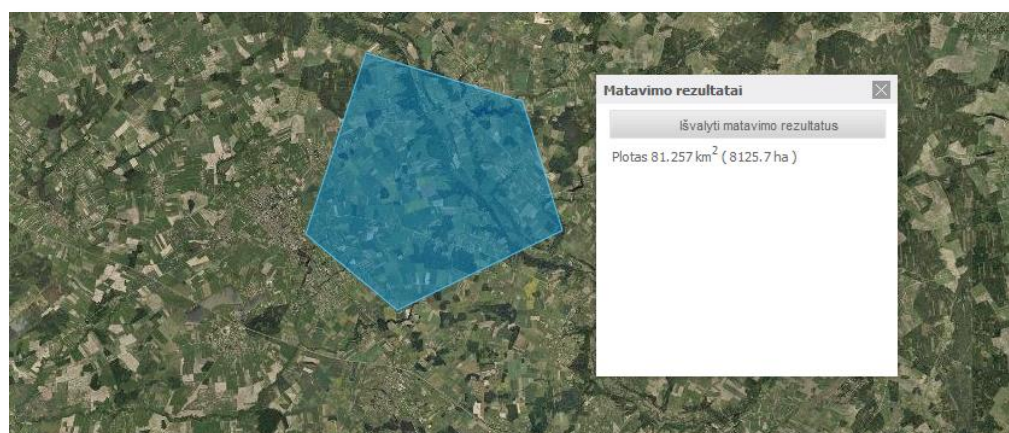 Matavimo rezultatai
Išvalyti matavimo rezultatus
Plotas 81.257 km² ( 8125.7 ha )